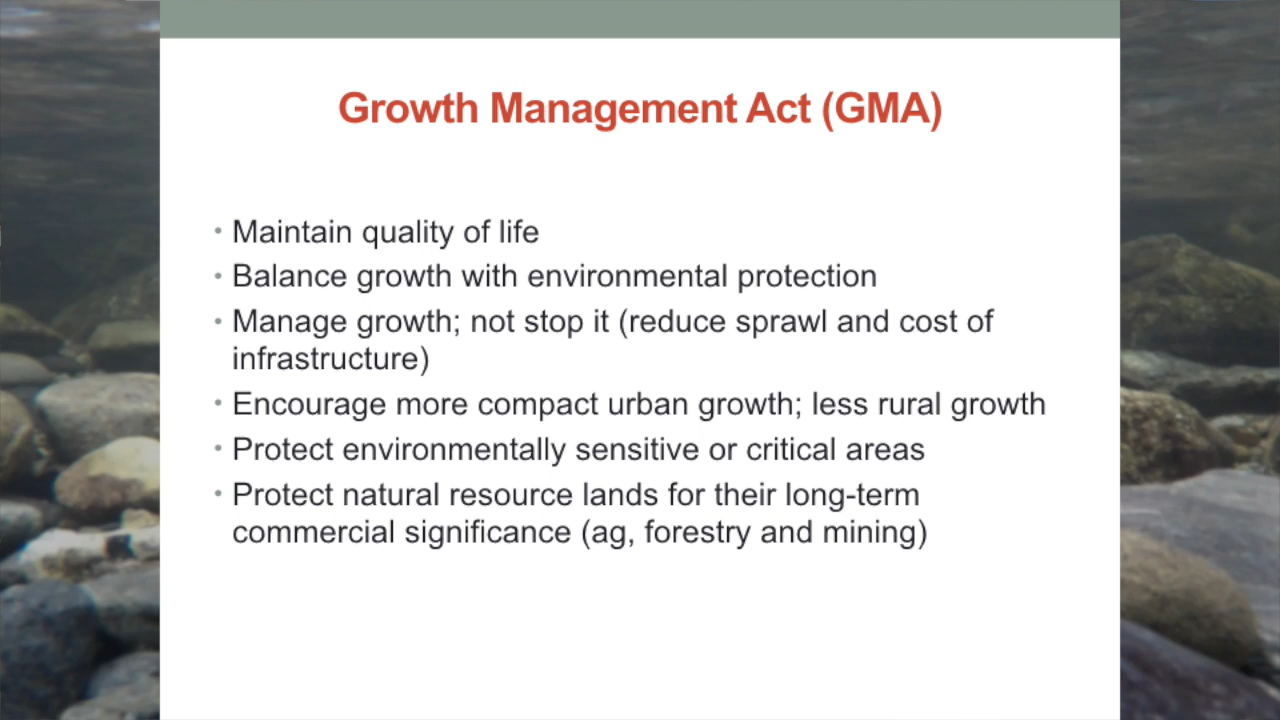 Growth Management Act (GMA)
• Maintain quality of life
• Balance growth with environmental protection
• Manage growth; not stop it (reduce sprawl and cost of
infrastructure)
• Encourage more compact urban growth; less rural growth
• Protect environmentally sensitive or critical areas
• Protect natural resource lands for their long-term
commercial significance (ag, forestry and mining)